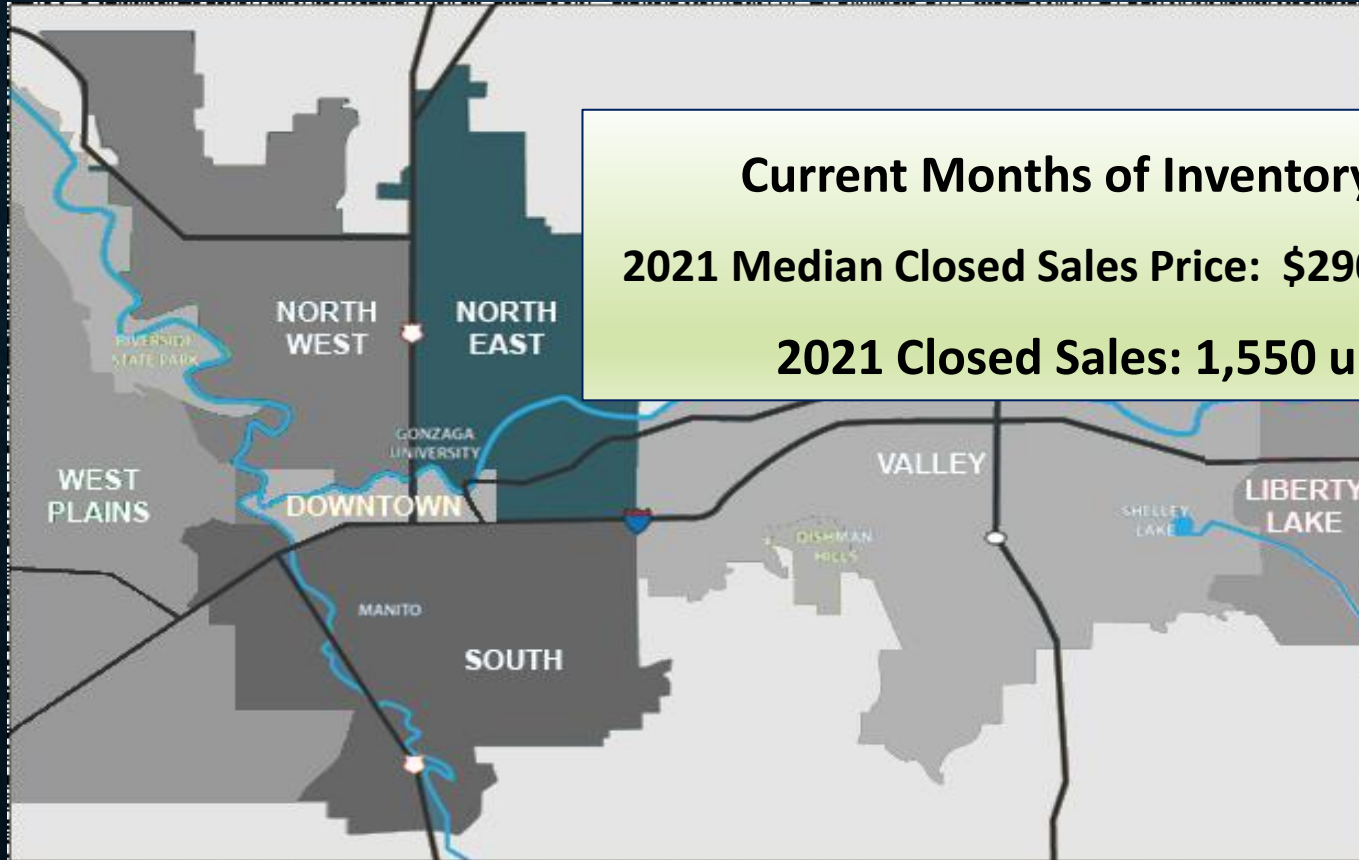 Current Months of Inventory
2021 Median Closed Sales Price: $290
2021 Closed Sales: 1,550 u
NORTH
WEST
NORTH
EAST
RIVERSIDE
STATE PARK
GONZAGA
UNIVERSITY
WEST
PLAINS
DOWNTOWN
VALLEY
LIBERTY
LAKE
SHELLEY
LAKE
DISHMAN
HILLS
MANITO
SOUTH